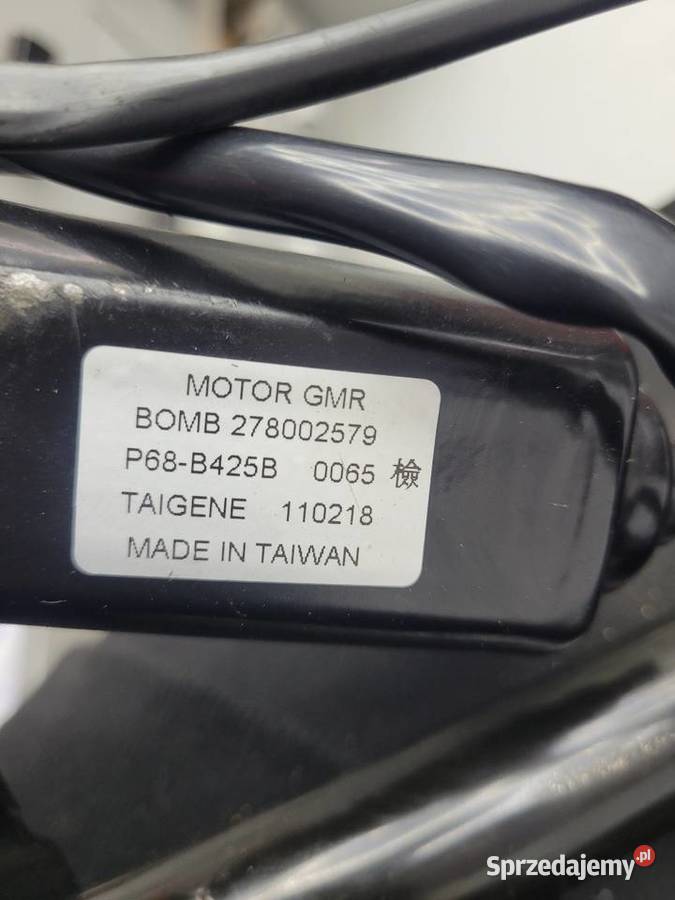 MOTOR GMR
BOMB 278002579
P68-B425B 0065 檢
TAIGENE 110218
MADE IN TAIWAN
Sprzedajemy.pl